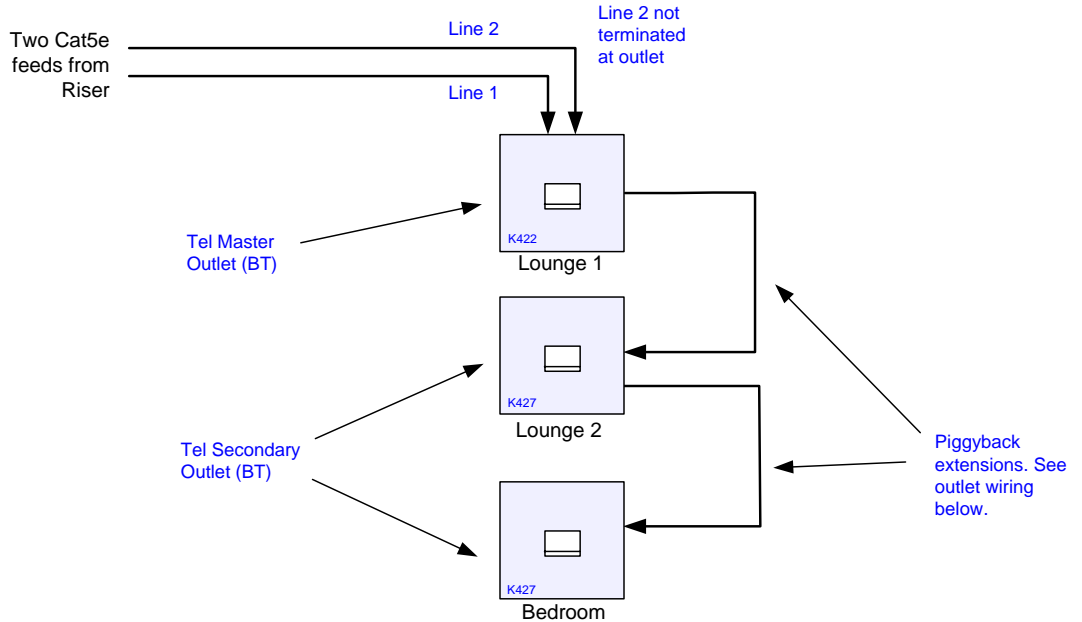 Two Cat5e
feeds from
Riser
Line 2
Line 2 not
terminated
at outlet
Line 1
K422
Lounge 1
Tel Master
Outlet (BT)
K427
Lounge 2
Tel Secondary
Outlet (BT)
Piggyback
extensions. See
outlet wiring
below.
K427
Bedroom